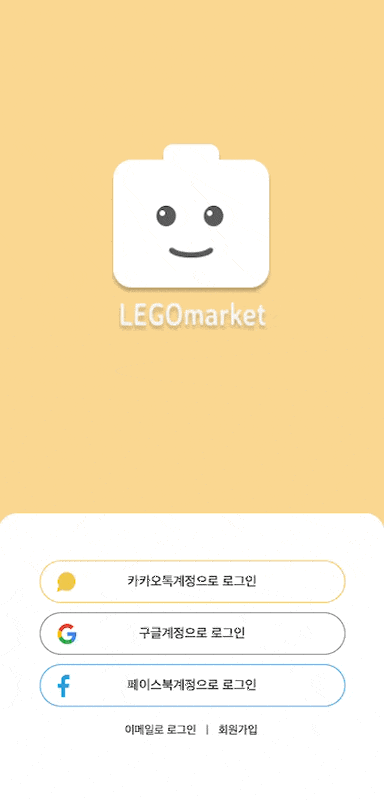 LEGOmarket
카카오톡계정으로 로그인
구글계정으로 로그인
페이스북계정으로 로그인
이메일로 로그인 | 회원가입